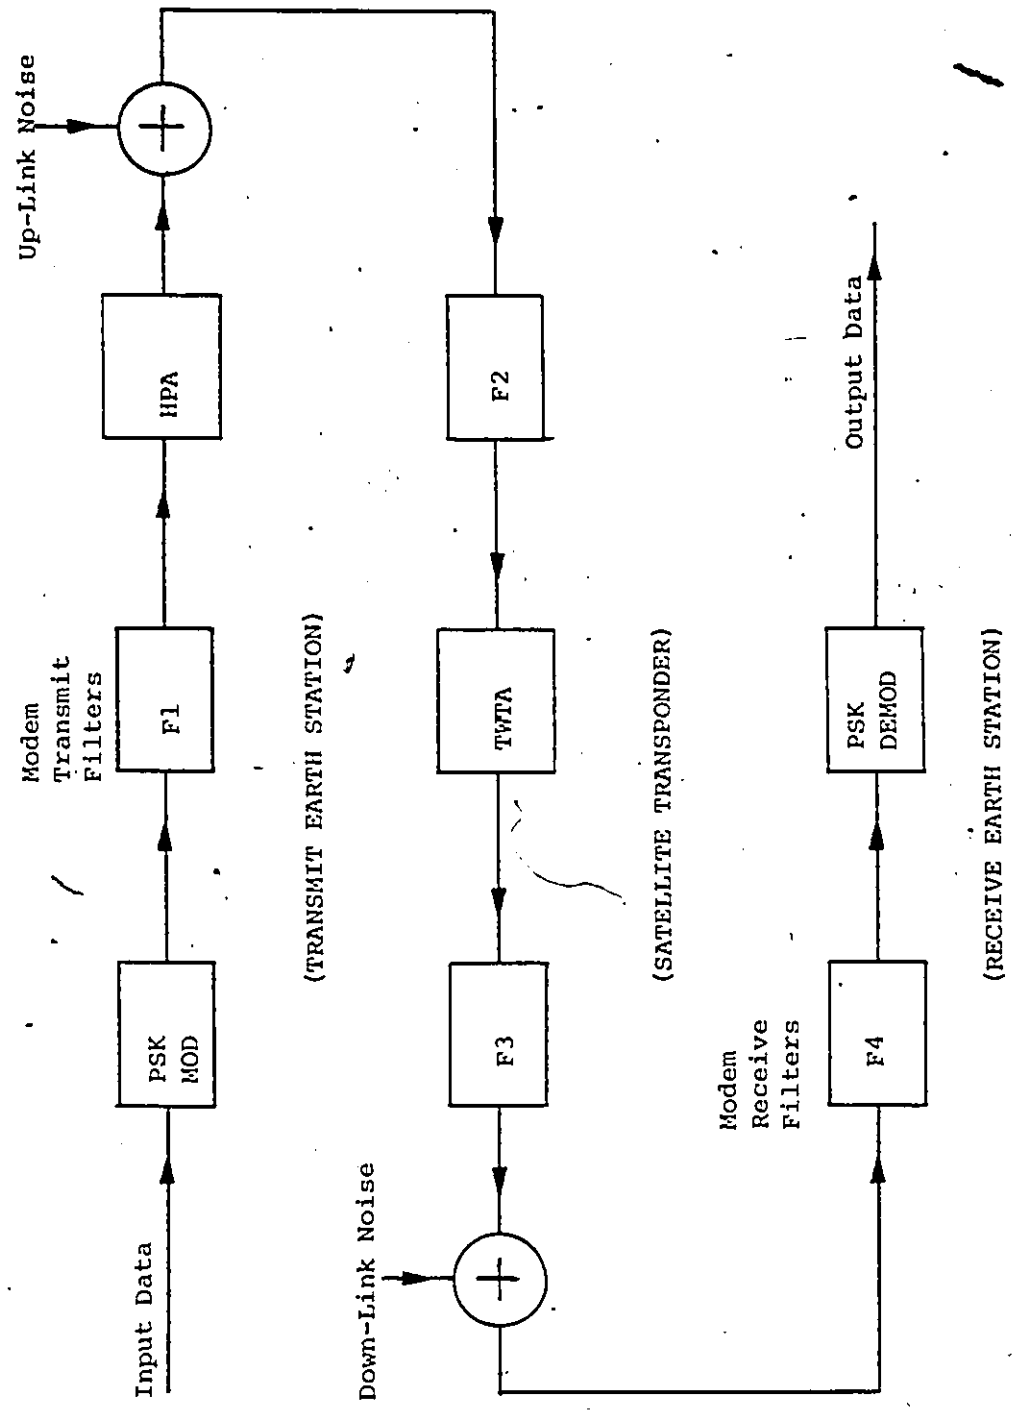 Input Data
PSK
MOD
Modem
Transmit
Filters
F1
HPA
Up-Link Noise
(TRANSMIT EARTH STATION)
Down-Link Noise
F3
TWTA
F2
(SATELLITE TRANSPONDER)
Modem
Receive
Filters
F4
PSK
DEMOD
Output Data
(RECEIVE EARTH STATION)